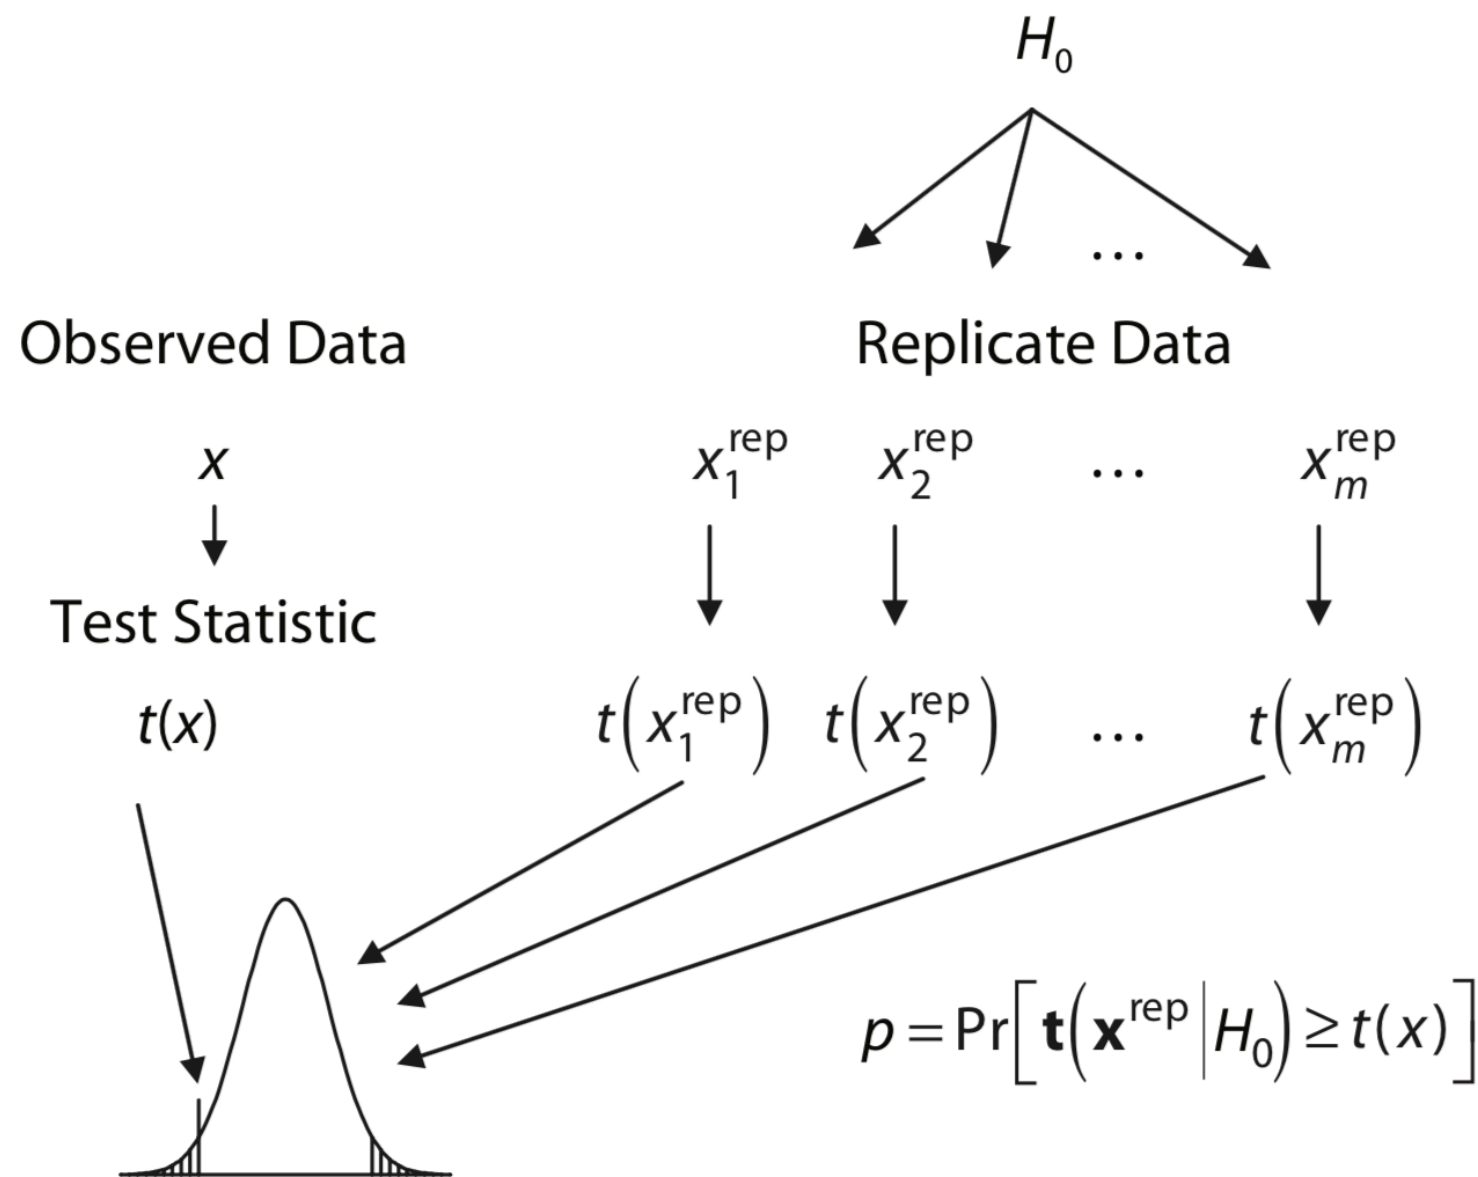 H₀
…
Observed Data Replicate Data
x x₁ʳᵉᵖ x₂ʳᵉᵖ … xₘʳᵉᵖ
Test Statistic
t(x) t(x₁ʳᵉᵖ) t(x₂ʳᵉᵖ) … t(xₘʳᵉᵖ)
p = Pr[𝐭(𝐱ʳᵉᵖ|H₀) ≥ t(x)]